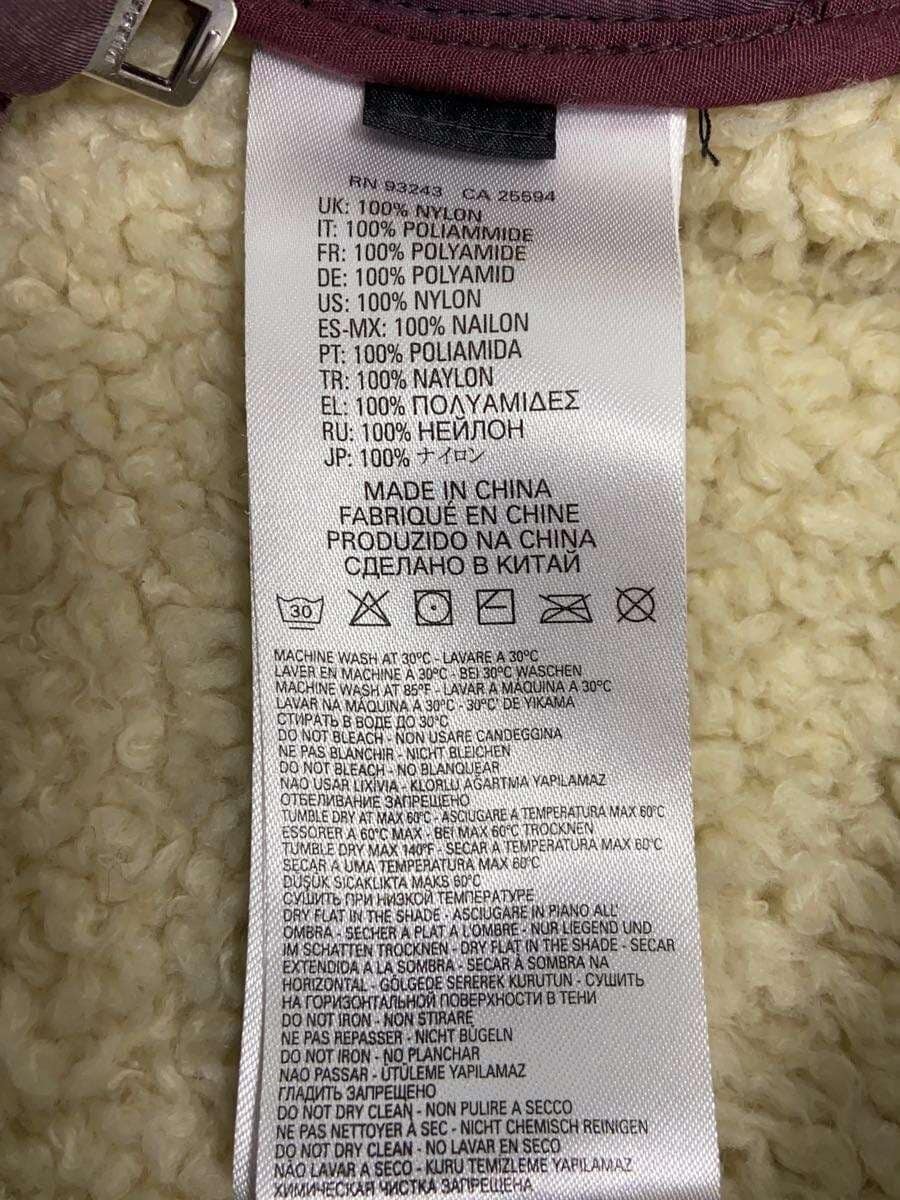 RN 93243 CA 25594
UK: 100% NYLON
IT: 100% POLIAMMIDE
FR: 100% POLYAMIDE
DE: 100% POLYAMID
US: 100% NYLON
ES-MX: 100% NAILON
PT: 100% POLIAMIDA
TR: 100% NAYLON
EL: 100% ΠΟΛΥΑΜΙΔΕΣ
RU: 100% НЕЙЛОН
JP: 100% ナイロン
MADE IN CHINA
FABRIQUÉ EN CHINE
PRODUZIDO NA CHINA
СДЕЛАНО В КИТАЙ
30
MACHINE WASH AT 30°C - LAVARE A 30°C
LAVER EN MACHINE A 30°C - BEI 30°C WASCHEN
MACHINE WASH AT 85°F - LAVAR A MAQUINA A 30°C
LAVAR NA MÁQUINA A 30°C - 30°C' DE YIKAMA
СТИРАТЬ В ВОДЕ ДО 30°C
DO NOT BLEACH - NON USARE CANDEGGINA
NE PAS BLANCHIR - NICHT BLEICHEN
DO NOT BLEACH - NO BLANQUEAR
NÃO USAR LIXÍVIA - KLORLU AĞARTMA YAPILAMAZ
ОТБЕЛИВАНИЕ ЗАПРЕЩЕНО
TUMBLE DRY AT MAX 60°C - ASCIUGARE A TEMPERATURA MAX 60°C
ESSORER A 60°C MAX - BEI MAX 60°C TROCKNEN
TUMBLE DRY MAX 140°F - SECAR A TEMPERATURA MAX 60°C
SECAR A UMA TEMPERATURA MAX 60°C
DÜŞÜK SICAKLIKTA MAKS 60°C
СУШИТЬ ПРИ НИЗКОЙ ТЕМПЕРАТУРЕ
DRY FLAT IN THE SHADE - ASCIUGARE IN PIANO ALL'
OMBRA - SECHER A PLAT A L'OMBRE - NUR LIEGEND UND
IM SCHATTEN TROCKNEN - DRY FLAT IN THE SHADE - SECAR
EXTENDIDA A LA SOMBRA - SECAR À SOMBRA NA
HORIZONTAL - GÖLGEDE SEREREK KURUTUN - СУШИТЬ
НА ГОРИЗОНТАЛЬНОЙ ПОВЕРХНОСТИ В ТЕНИ
DO NOT IRON - NON STIRARE
NE PAS REPASSER - NICHT BÜGELN
DO NOT IRON - NO PLANCHAR
NÃO PASSAR - ÜTÜLEME YAPILAMAZ
ГЛАДИТЬ ЗАПРЕЩЕНО
DO NOT DRY CLEAN - NON PULIRE A SECCO
NE PAS NETTOYER À SEC - NICHT CHEMISCH REINIGEN
DO NOT DRY CLEAN - NO LAVAR EN SECO
NÃO LAVAR A SECO - KURU TEMIZLEME YAPILAMAZ
ХИМИЧЕСКАЯ ЧИСТКА ЗАПРЕЩЕНА